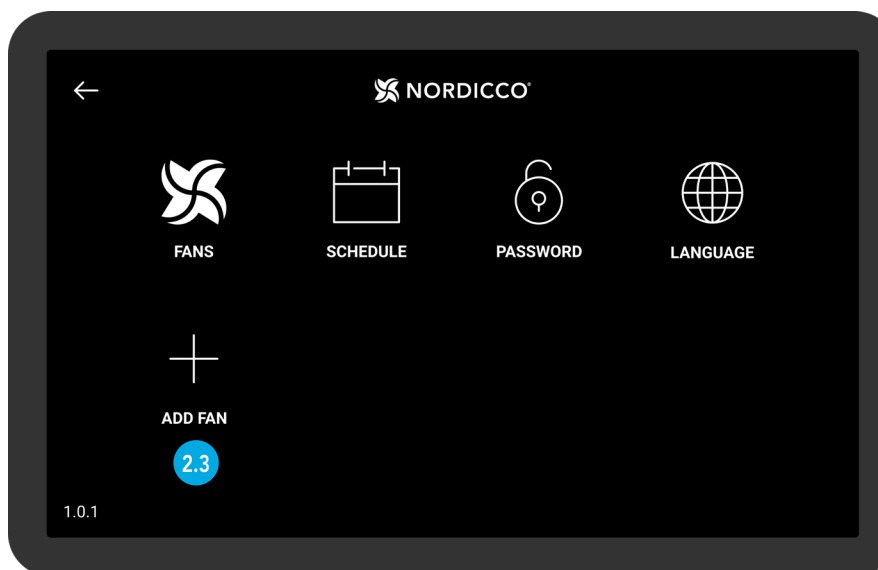 NORDICCO®
FANS
SCHEDULE
PASSWORD
LANGUAGE
ADD FAN
2.3
1.0.1